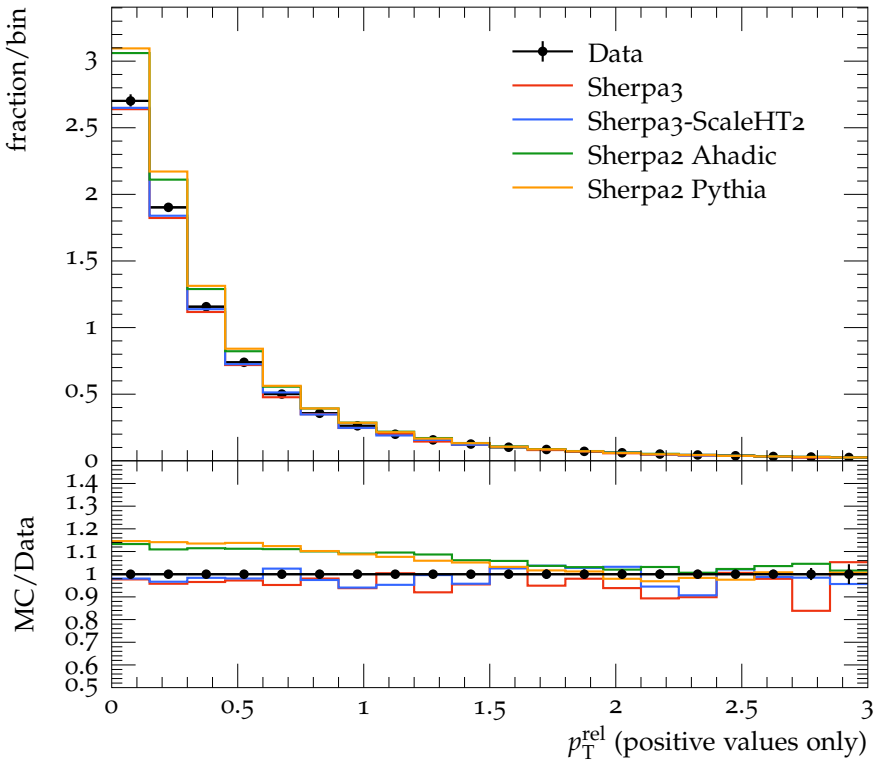 fraction/bin
3
2.5
2
1.5
1
0.5
0
Data
Sherpa3
Sherpa3-ScaleHT2
Sherpa2 Ahadic
Sherpa2 Pythia
MC/Data
1.4
1.3
1.2
1.1
1
0.9
0.8
0.7
0.6
0.5
0 0.5 1 1.5 2 2.5 3
p_T^rel (positive values only)